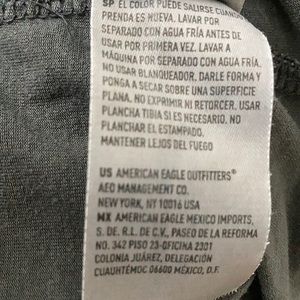 SP EL COLOR PUEDE SALIRSE CUANDO
PRENDA ES NUEVA. LAVAR POR
SEPARADO CON AGUA FRÍA ANTES DE
USAR POR PRIMERA VEZ. LAVAR A
MÁQUINA POR SEPARADO CON AGUA FRÍA.
NO USAR BLANQUEADOR. DARLE FORMA Y
PONGA A SECAR SOBRE UNA SUPERFICIE
PLANA. NO EXPRIMIR NI RETORCER. USAR
PLANCHA TIBIA SI ES NECESARIO. NO
PLANCHAR EL ESTAMPADO.
MANTENER LEJOS DEL FUEGO
US AMERICAN EAGLE OUTFITTERS®
AEO MANAGEMENT CO.
NEW YORK, NY 10016 USA
MX AMERICAN EAGLE MEXICO IMPORTS,
S. DE. R.L. DE C.V. PASEO DE LA REFORMA
NO. 342 PISO 23-OFICINA 2301
COLONIA JUÁREZ, DELEGACIÓN
CUAUHTÉMOC 06600 MÉXICO, D.F.